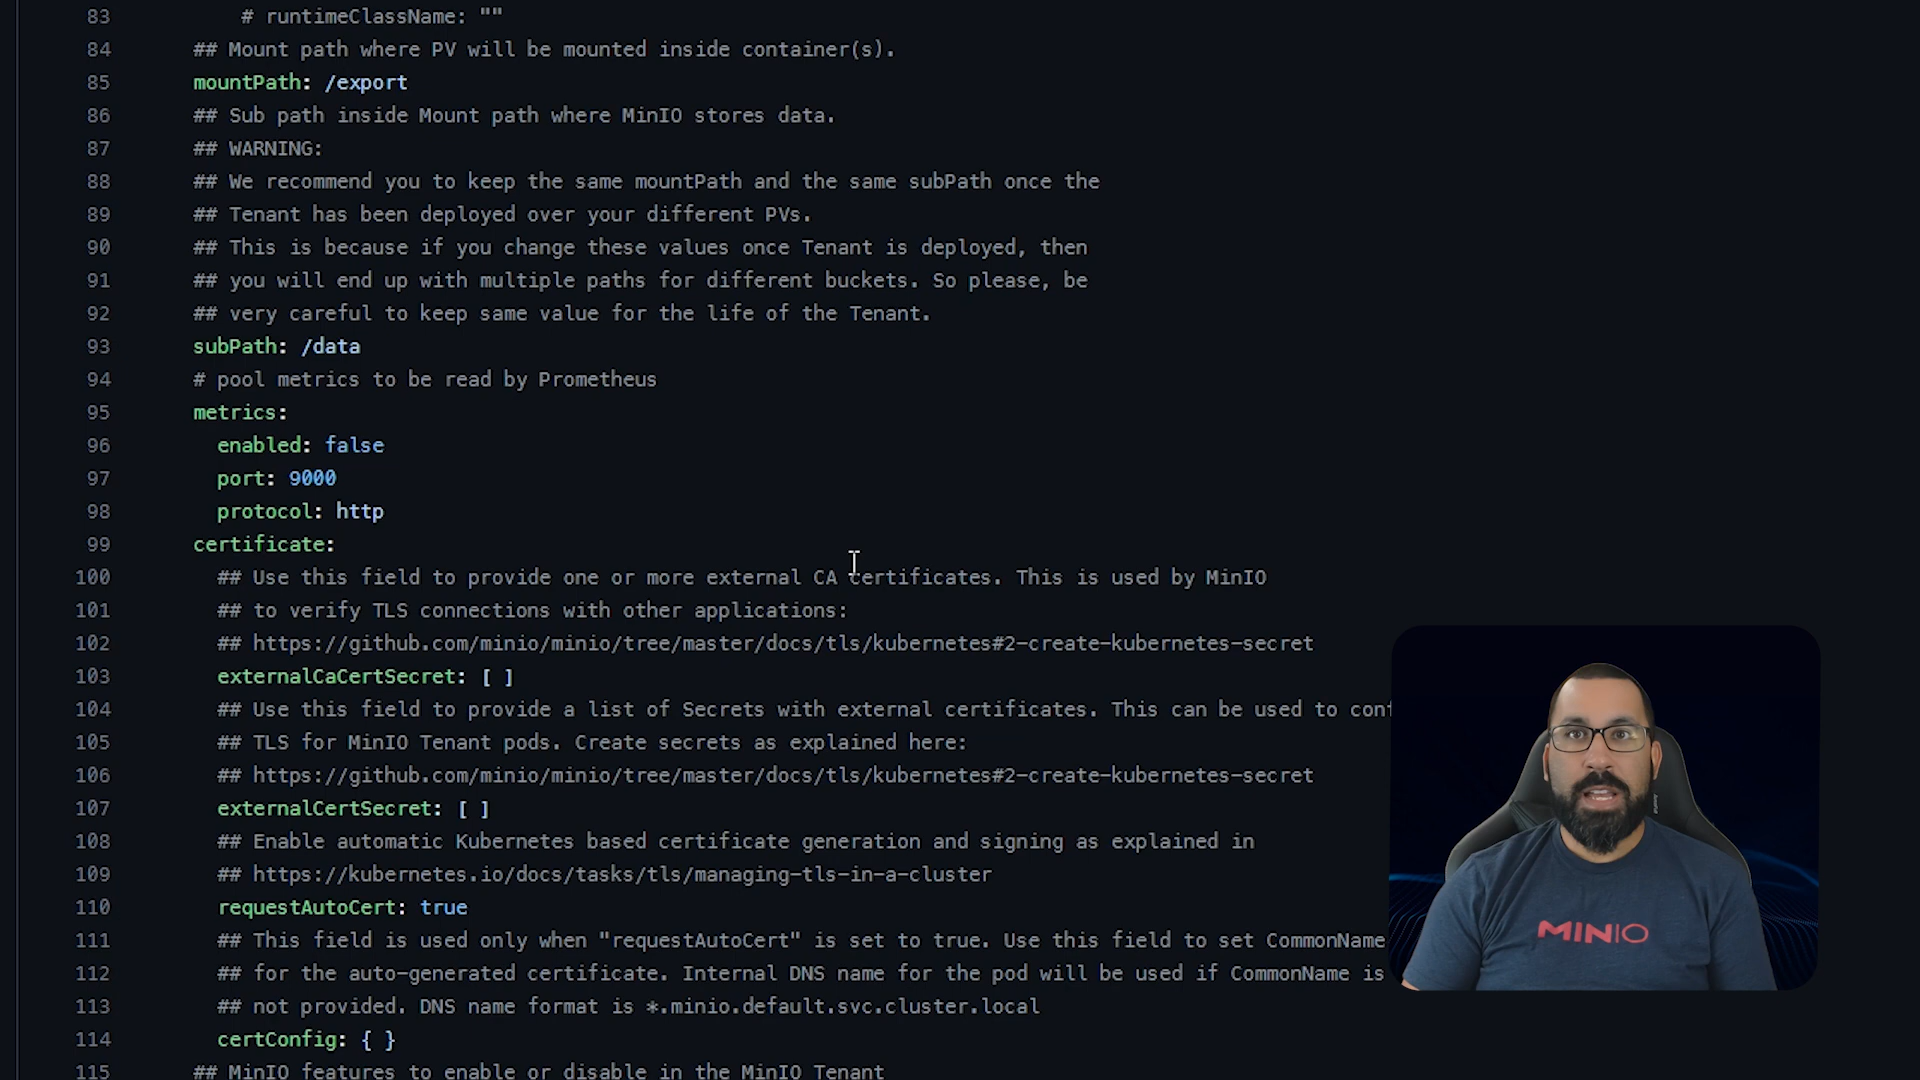 83 # runtimeClassName: ""
84 ## Mount path where PV will be mounted inside container(s).
85 mountPath: /export
86 ## Sub path inside Mount path where MinIO stores data.
87 ## WARNING:
88 ## We recommend you to keep the same mountPath and the same subPath once the
89 ## Tenant has been deployed over your different PVs.
90 ## This is because if you change these values once Tenant is deployed, then
91 ## you will end up with multiple paths for different buckets. So please, be
92 ## very careful to keep same value for the life of the Tenant.
93 subPath: /data
94 # pool metrics to be read by Prometheus
95 metrics:
96 enabled: false
97 port: 9000
98 protocol: http
99 certificate:
100 ## Use this field to provide one or more external CA certificates. This is used by MinIO
101 ## to verify TLS connections with other applications:
102 ## https://github.com/minio/minio/tree/master/docs/tls/kubernetes#2-create-kubernetes-secret
103 externalCaCertSecret: [ ]
104 ## Use this field to provide a list of Secrets with external certificates. This can be used to conf
105 ## TLS for MinIO Tenant pods. Create secrets as explained here:
106 ## https://github.com/minio/minio/tree/master/docs/tls/kubernetes#2-create-kubernetes-secret
107 externalCertSecret: [ ]
108 ## Enable automatic Kubernetes based certificate generation and signing as explained in
109 ## https://kubernetes.io/docs/tasks/tls/managing-tls-in-a-cluster
110 requestAutoCert: true
111 ## This field is used only when "requestAutoCert" is set to true. Use this field to set CommonName
112 ## for the auto-generated certificate. Internal DNS name for the pod will be used if CommonName is
113 ## not provided. DNS name format is *.minio.default.svc.cluster.local
114 certConfig: { }
115 ## MinIO features to enable or disable in the MinIO Tenant
MINIO